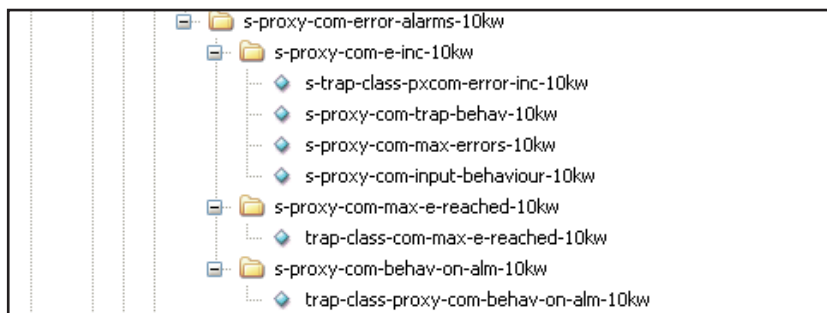 s-proxy-com-error-alarms-10kw
s-proxy-com-e-inc-10kw
s-trap-class-pxcom-error-inc-10kw
s-proxy-com-trap-behav-10kw
s-proxy-com-max-errors-10kw
s-proxy-com-input-behaviour-10kw
s-proxy-com-max-e-reached-10kw
trap-class-com-max-e-reached-10kw
s-proxy-com-behav-on-alm-10kw
trap-class-proxy-com-behav-on-alm-10kw